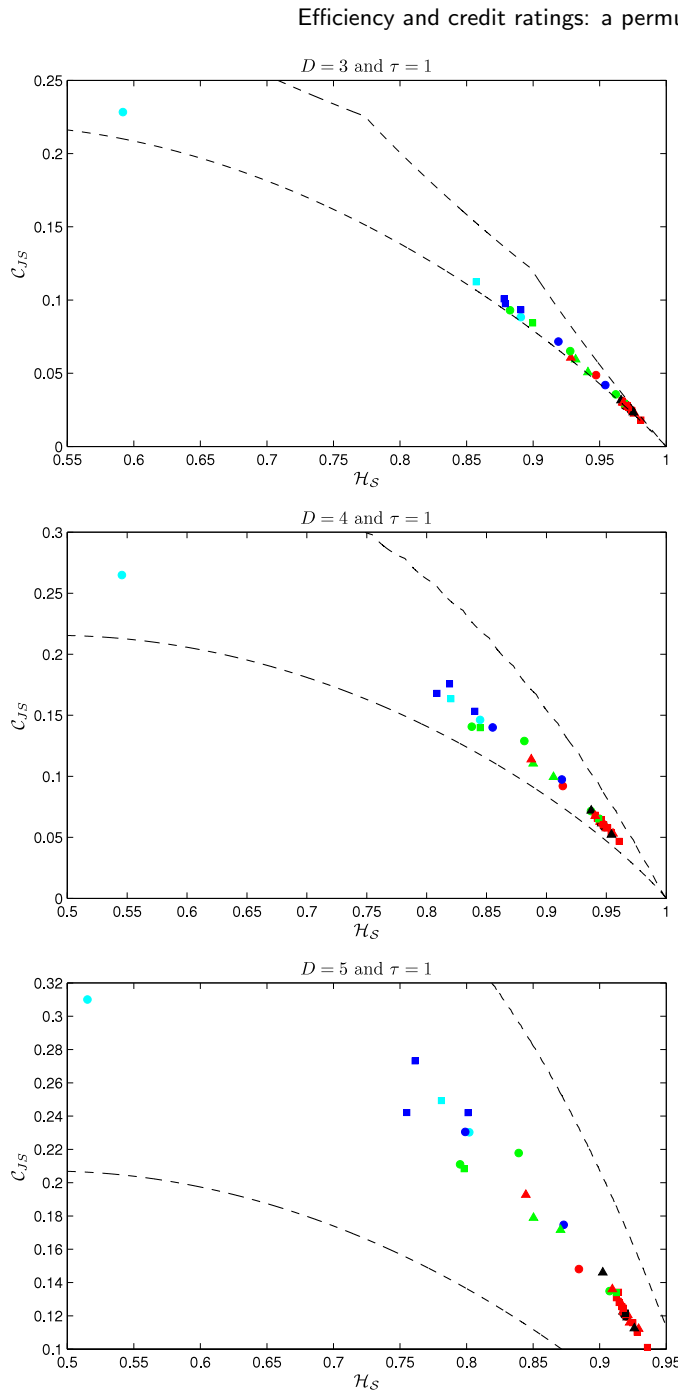 Efficiency and credit ratings: a permu
D = 3 and τ = 1
0.25
0.2
0.15
0.1
0.05
0
C_JS
0.55 0.6 0.65 0.7 0.75 0.8 0.85 0.9 0.95 1
H_S
D = 4 and τ = 1
0.3
0.25
0.2
0.15
0.1
0.05
0
C_JS
0.5 0.55 0.6 0.65 0.7 0.75 0.8 0.85 0.9 0.95 1
H_S
D = 5 and τ = 1
0.32
0.3
0.28
0.26
0.24
0.22
0.2
0.18
0.16
0.14
0.12
0.1
C_JS
0.5 0.55 0.6 0.65 0.7 0.75 0.8 0.85 0.9 0.95
H_S